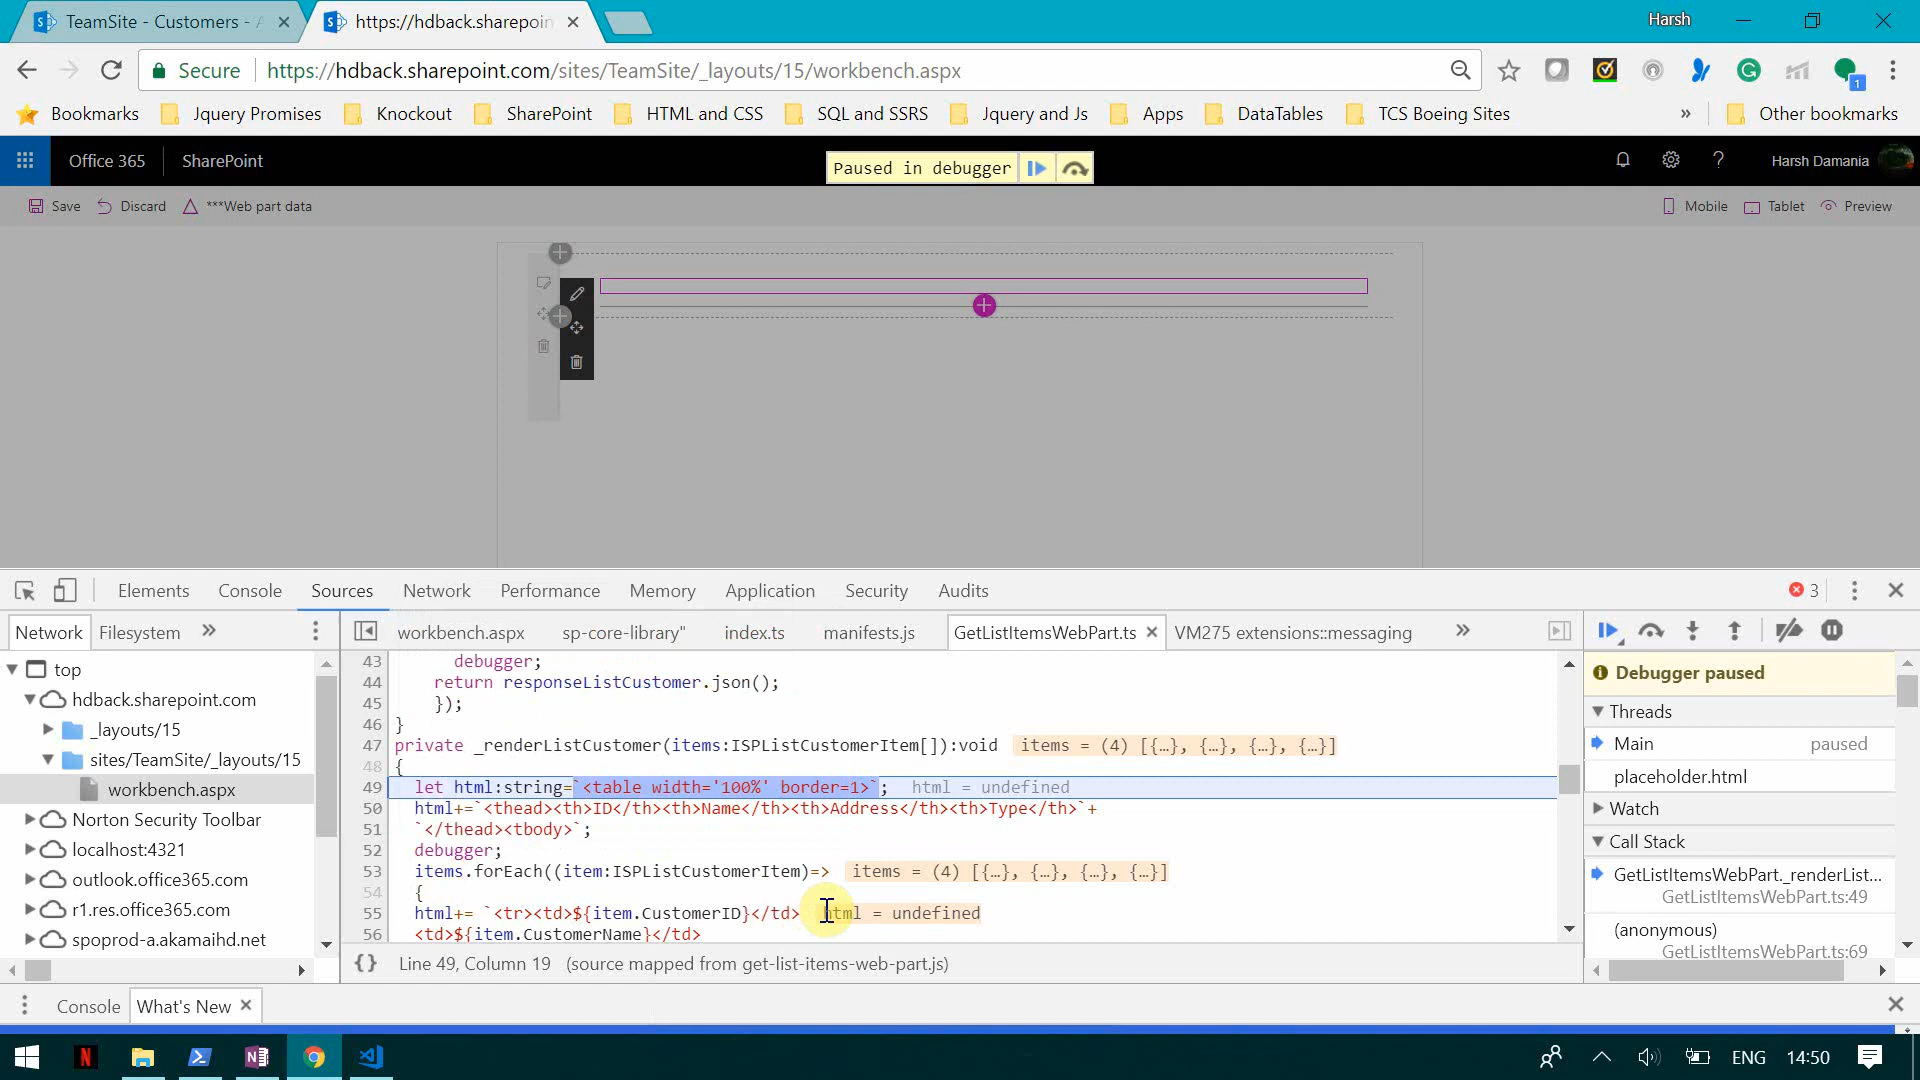 TeamSite - Customers - A
https://hdback.sharepoin
Harsh
Secure
https://hdback.sharepoint.com/sites/TeamSite/_layouts/15/workbench.aspx
1
Bookmarks
Jquery Promises
Knockout
SharePoint
HTML and CSS
SQL and SSRS
Jquery and Js
Apps
DataTables
TCS Boeing Sites
»
Other bookmarks
Office 365
SharePoint
Paused in debugger
?
Harsh Damania
Save
Discard
***Web part data
Mobile
Tablet
Preview
Elements
Console
Sources
Network
Performance
Memory
Application
Security
Audits
3
Network
Filesystem
»
workbench.aspx
sp-core-library"
index.ts
manifests.js
GetListItemsWebPart.ts
VM275 extensions::messaging
»
top
hdback.sharepoint.com
_layouts/15
sites/TeamSite/_layouts/15
workbench.aspx
Norton Security Toolbar
localhost:4321
outlook.office365.com
r1.res.office365.com
spoprod-a.akamaihd.net
43 debugger;
44 return responseListCustomer.json();
45 });
46 }
47 private _renderListCustomer(items:ISPListCustomerItem[]):void items = (4) [{…}, {…}, {…}, {…}]
48 {
49 let html:string=`<table width='100%' border=1>`; html = undefined
50 html+=`<thead><th>ID</th><th>Name</th><th>Address</th><th>Type</th>`+
51 `</thead><tbody>`;
52 debugger;
53 items.forEach((item:ISPListCustomerItem)=> items = (4) [{…}, {…}, {…}, {…}]
54 {
55 html+= `<tr><td>${item.CustomerID}</td> html = undefined
56 <td>${item.CustomerName}</td>
{} Line 49, Column 19 (source mapped from get-list-items-web-part.js)
Debugger paused
Threads
Main paused
placeholder.html
Watch
Call Stack
GetListItemsWebPart._renderList...
GetListItemsWebPart.ts:49
(anonymous)
GetListItemsWebPart.ts:69
Console
What's New
N
ENG
14:50